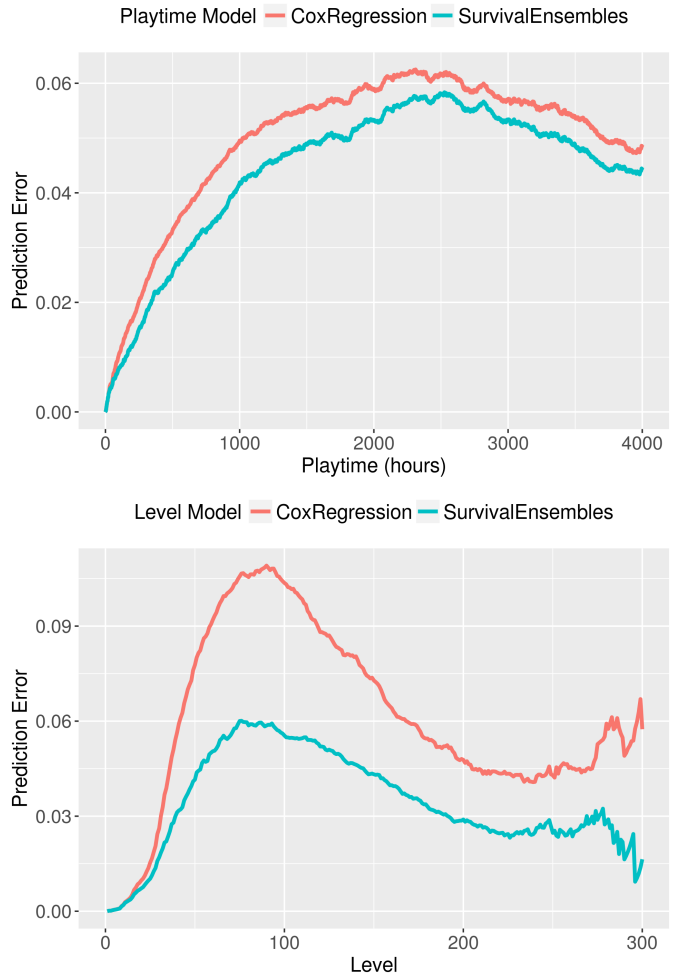 Playtime Model CoxRegression SurvivalEnsembles
0.06
0.04
0.02
0.00
Prediction Error
0 1000 2000 3000 4000
Playtime (hours)
Level Model CoxRegression SurvivalEnsembles
0.09
0.06
0.03
0.00
Prediction Error
0 100 200 300
Level